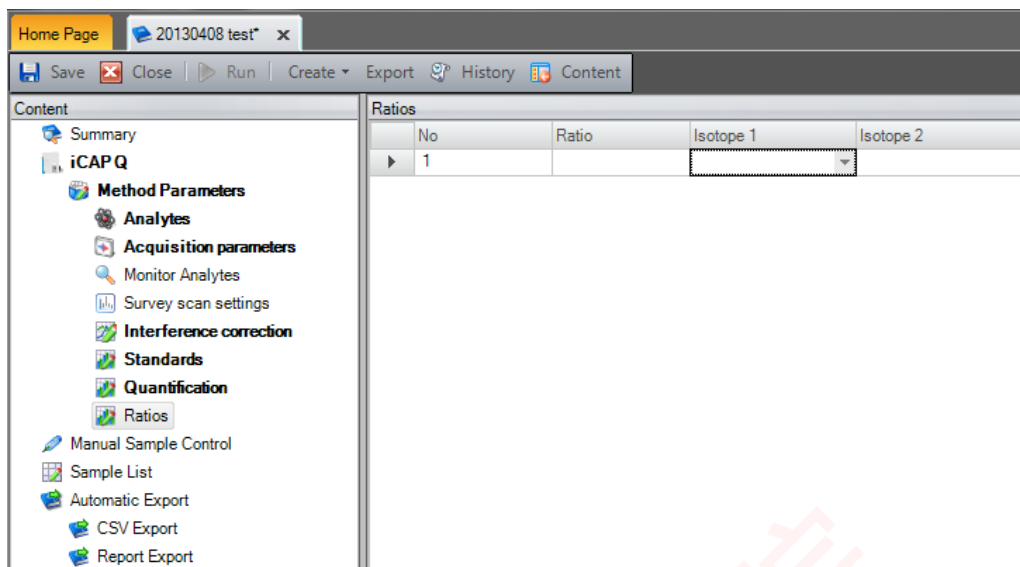 Home Page 20130408 test* x
Save Close Run Create Export History Content
Content
Summary
iCAP Q
Method Parameters
Analytes
Acquisition parameters
Monitor Analytes
Survey scan settings
Interference correction
Standards
Quantification
Ratios
Manual Sample Control
Sample List
Automatic Export
CSV Export
Report Export
Ratios
No Ratio Isotope 1 Isotope 2
1